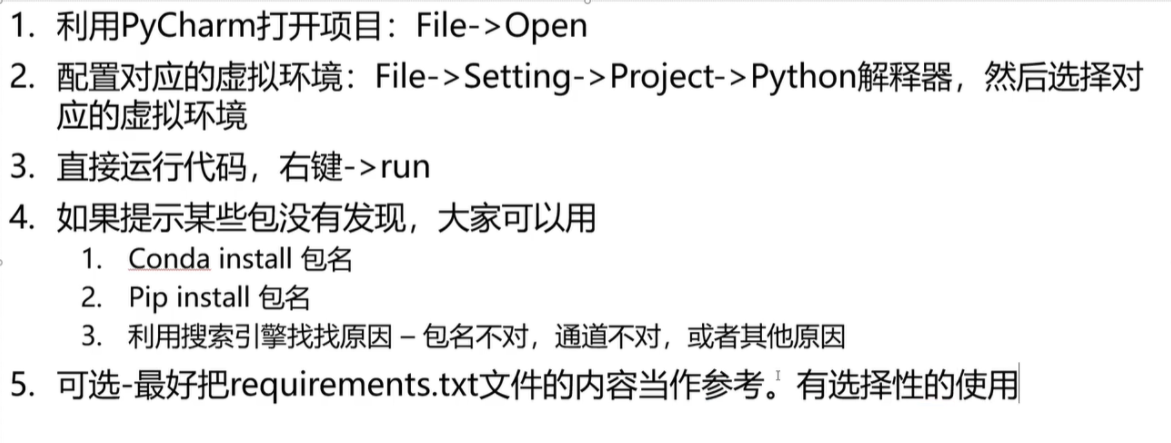 1. 利用PyCharm打开项目：File->Open
2. 配置对应的虚拟环境：File->Setting->Project->Python解释器，然后选择对
应的虚拟环境
3. 直接运行代码，右键->run
4. 如果提示某些包没有发现，大家可以用
1. Conda install 包名
2. Pip install 包名
3. 利用搜索引擎找找原因 – 包名不对，通道不对，或者其他原因
5. 可选-最好把requirements.txt文件的内容当作参考。有选择性的使用